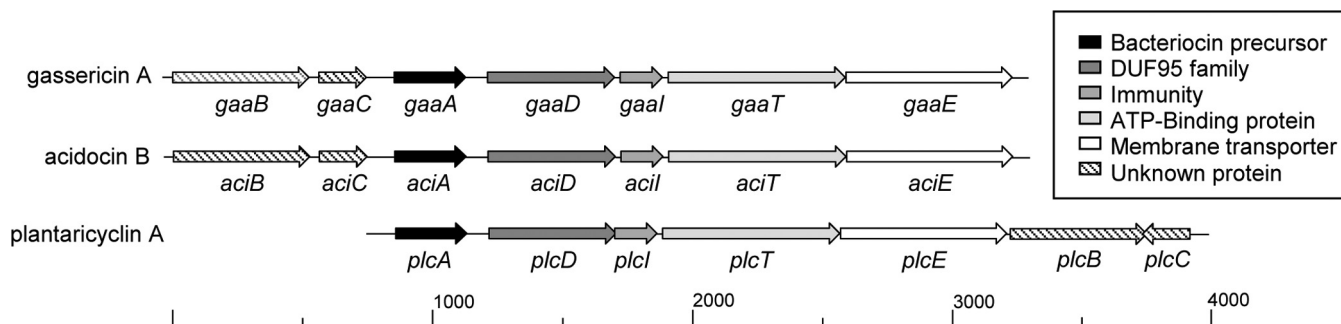 Bacteriocin precursor
DUF95 family
Immunity
ATP-Binding protein
Membrane transporter
Unknown protein
gassericin A
gaaB gaaC gaaA gaaD gaaI gaaT gaaE
acidocin B
aciB aciC aciA aciD aciI aciT aciE
plantaricyclin A
plcA plcD plcI plcT plcE plcB plcC
1000 2000 3000 4000